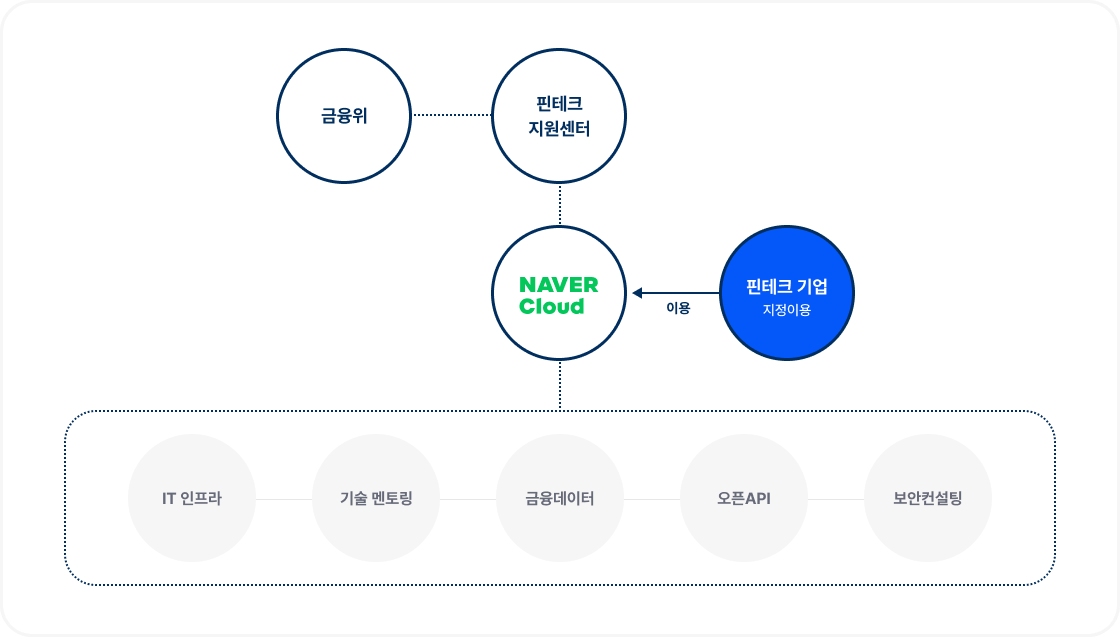 금융위
핀테크
지원센터
NAVER
Cloud
이용
핀테크 기업
지정이용
IT 인프라
기술 멘토링
금융데이터
오픈API
보안컨설팅